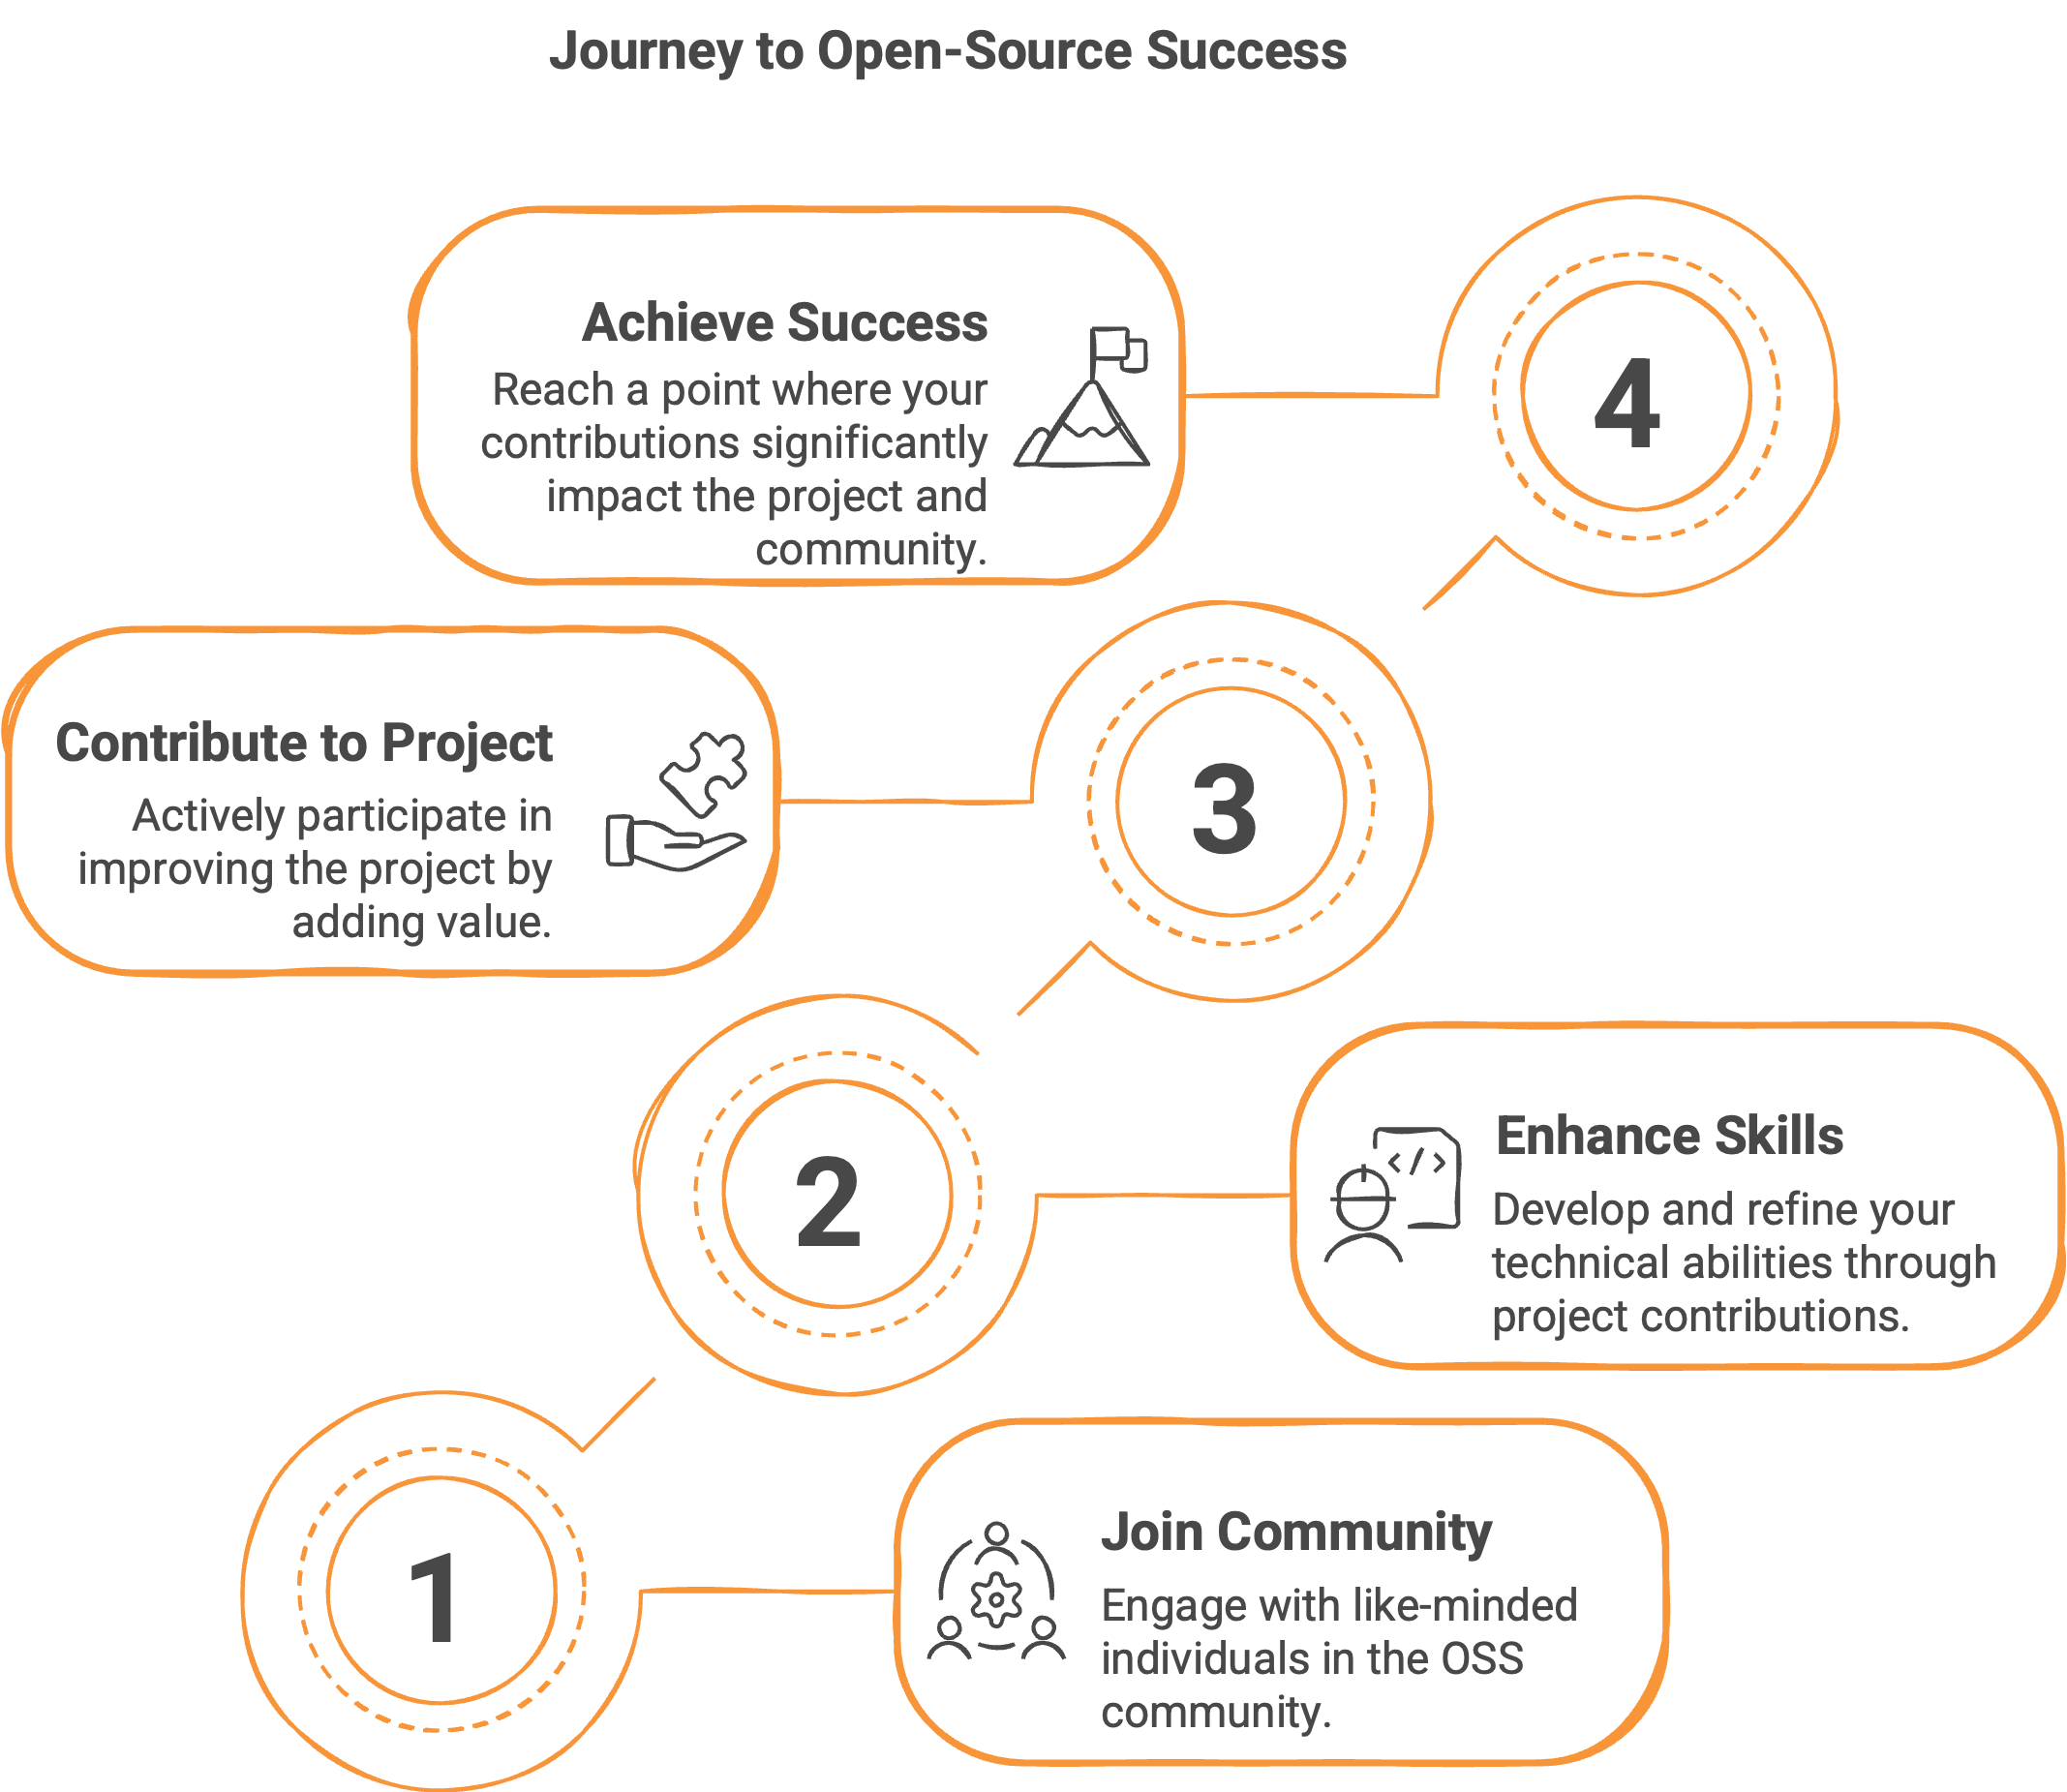 Journey to Open-Source Success
Achieve Success
Reach a point where your
contributions significantly
impact the project and
community.
4
Contribute to Project
Actively participate in
improving the project by
adding value.
3
2
Enhance Skills
Develop and refine your
technical abilities through
project contributions.
1
Join Community
Engage with like-minded
individuals in the OSS
community.